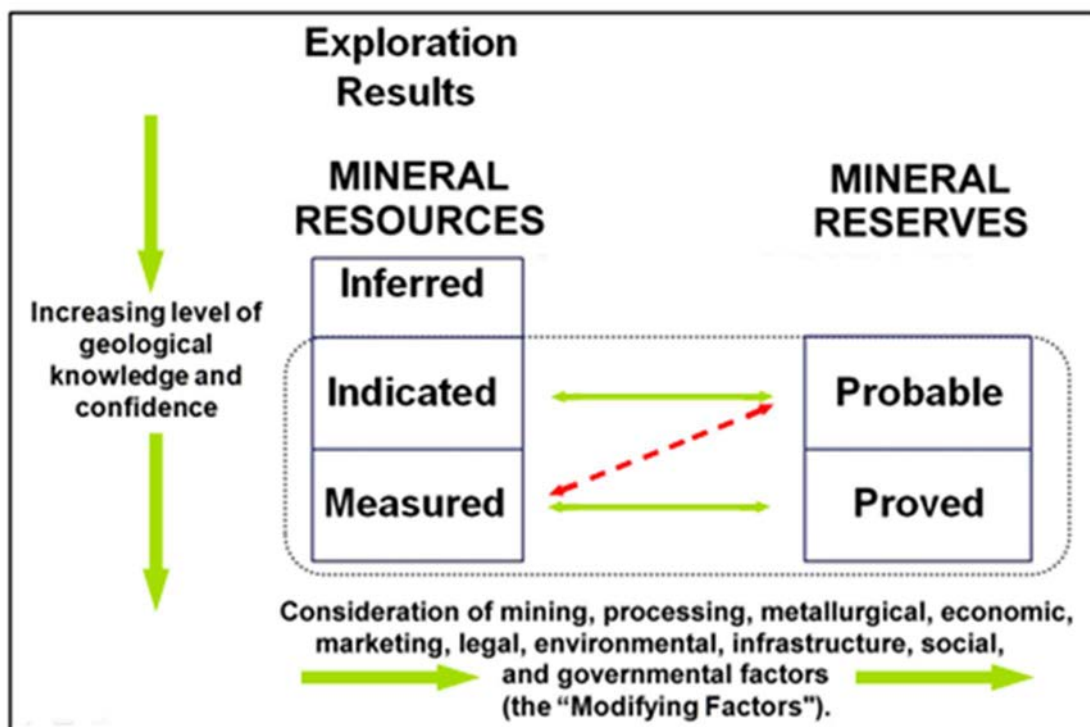 Exploration
Results
MINERAL
RESOURCES
MINERAL
RESERVES
Inferred
Increasing level of
geological
knowledge and
confidence
Indicated
Probable
Measured
Proved
Consideration of mining, processing, metallurgical, economic,
marketing, legal, environmental, infrastructure, social,
and governmental factors
(the “Modifying Factors").